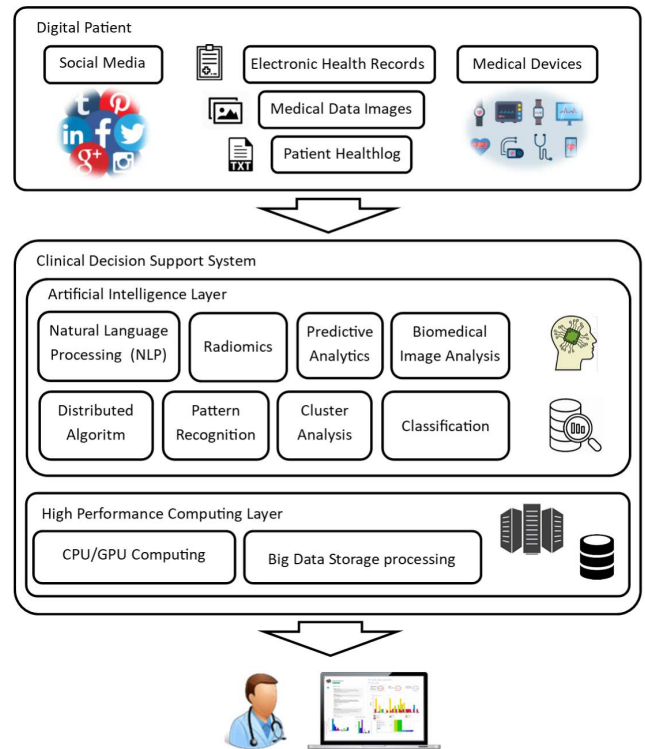 Digital Patient
Social Media
Electronic Health Records
Medical Devices
Medical Data Images
t
in
f
g+
TXT
Patient Healthlog
Clinical Decision Support System
Artificial Intelligence Layer
Natural Language
Processing (NLP)
Radiomics
Predictive
Analytics
Biomedical
Image Analysis
Distributed
Algoritm
Pattern
Recognition
Cluster
Analysis
Classification
High Performance Computing Layer
CPU/GPU Computing
Big Data Storage processing